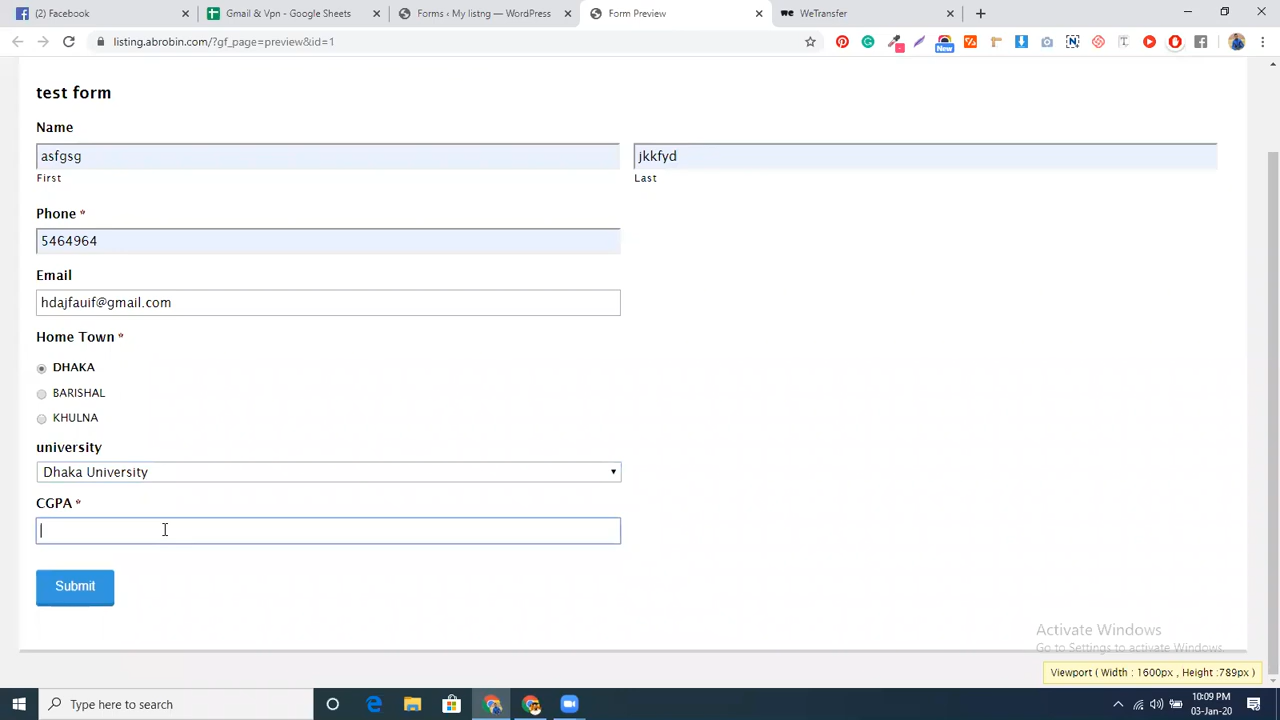 (2) Facebook
Gmail & Vpn - Google Sheets
Forms ‹ My listng — WordPress
Form Preview
we
WeTransfer
listing.absrabin.com/?gf_page=preview&id=1
New
test form
Name
asfgsg
jkkfyd
First
Last
Phone *
5464964
Email
hdajfauif@gmail.com
Home Town *
DHAKA
BARISHAL
KHULNA
university
Dhaka University
CGPA *
Submit
Activate Windows
Go to Settings to activate Windows.
Viewport ( Width : 1600px , Height :789px )
Type here to search
10:09 PM
03-Jan-20